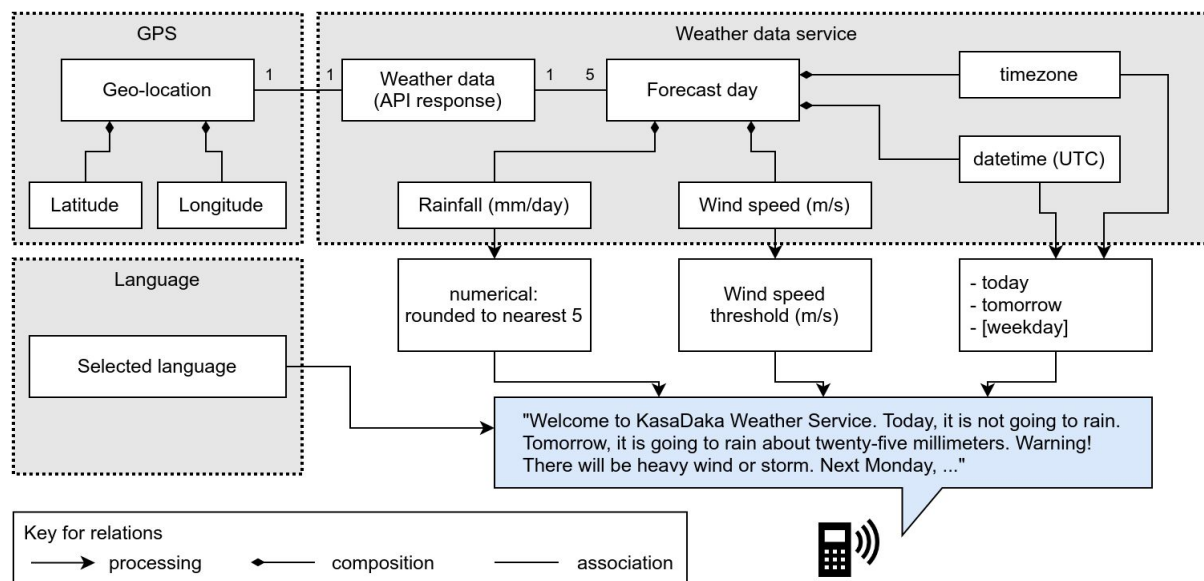 GPS
Weather data service
Geo-location
1
1
Weather data
(API response)
1
5
Forecast day
timezone
datetime (UTC)
Latitude
Longitude
Rainfall (mm/day)
Wind speed (m/s)
Language
Selected language
numerical:
rounded to nearest 5
Wind speed
threshold (m/s)
- today
- tomorrow
- [weekday]
"Welcome to KasaDaka Weather Service. Today, it is not going to rain.
Tomorrow, it is going to rain about twenty-five millimeters. Warning!
There will be heavy wind or storm. Next Monday, ..."
Key for relations
processing
composition
association